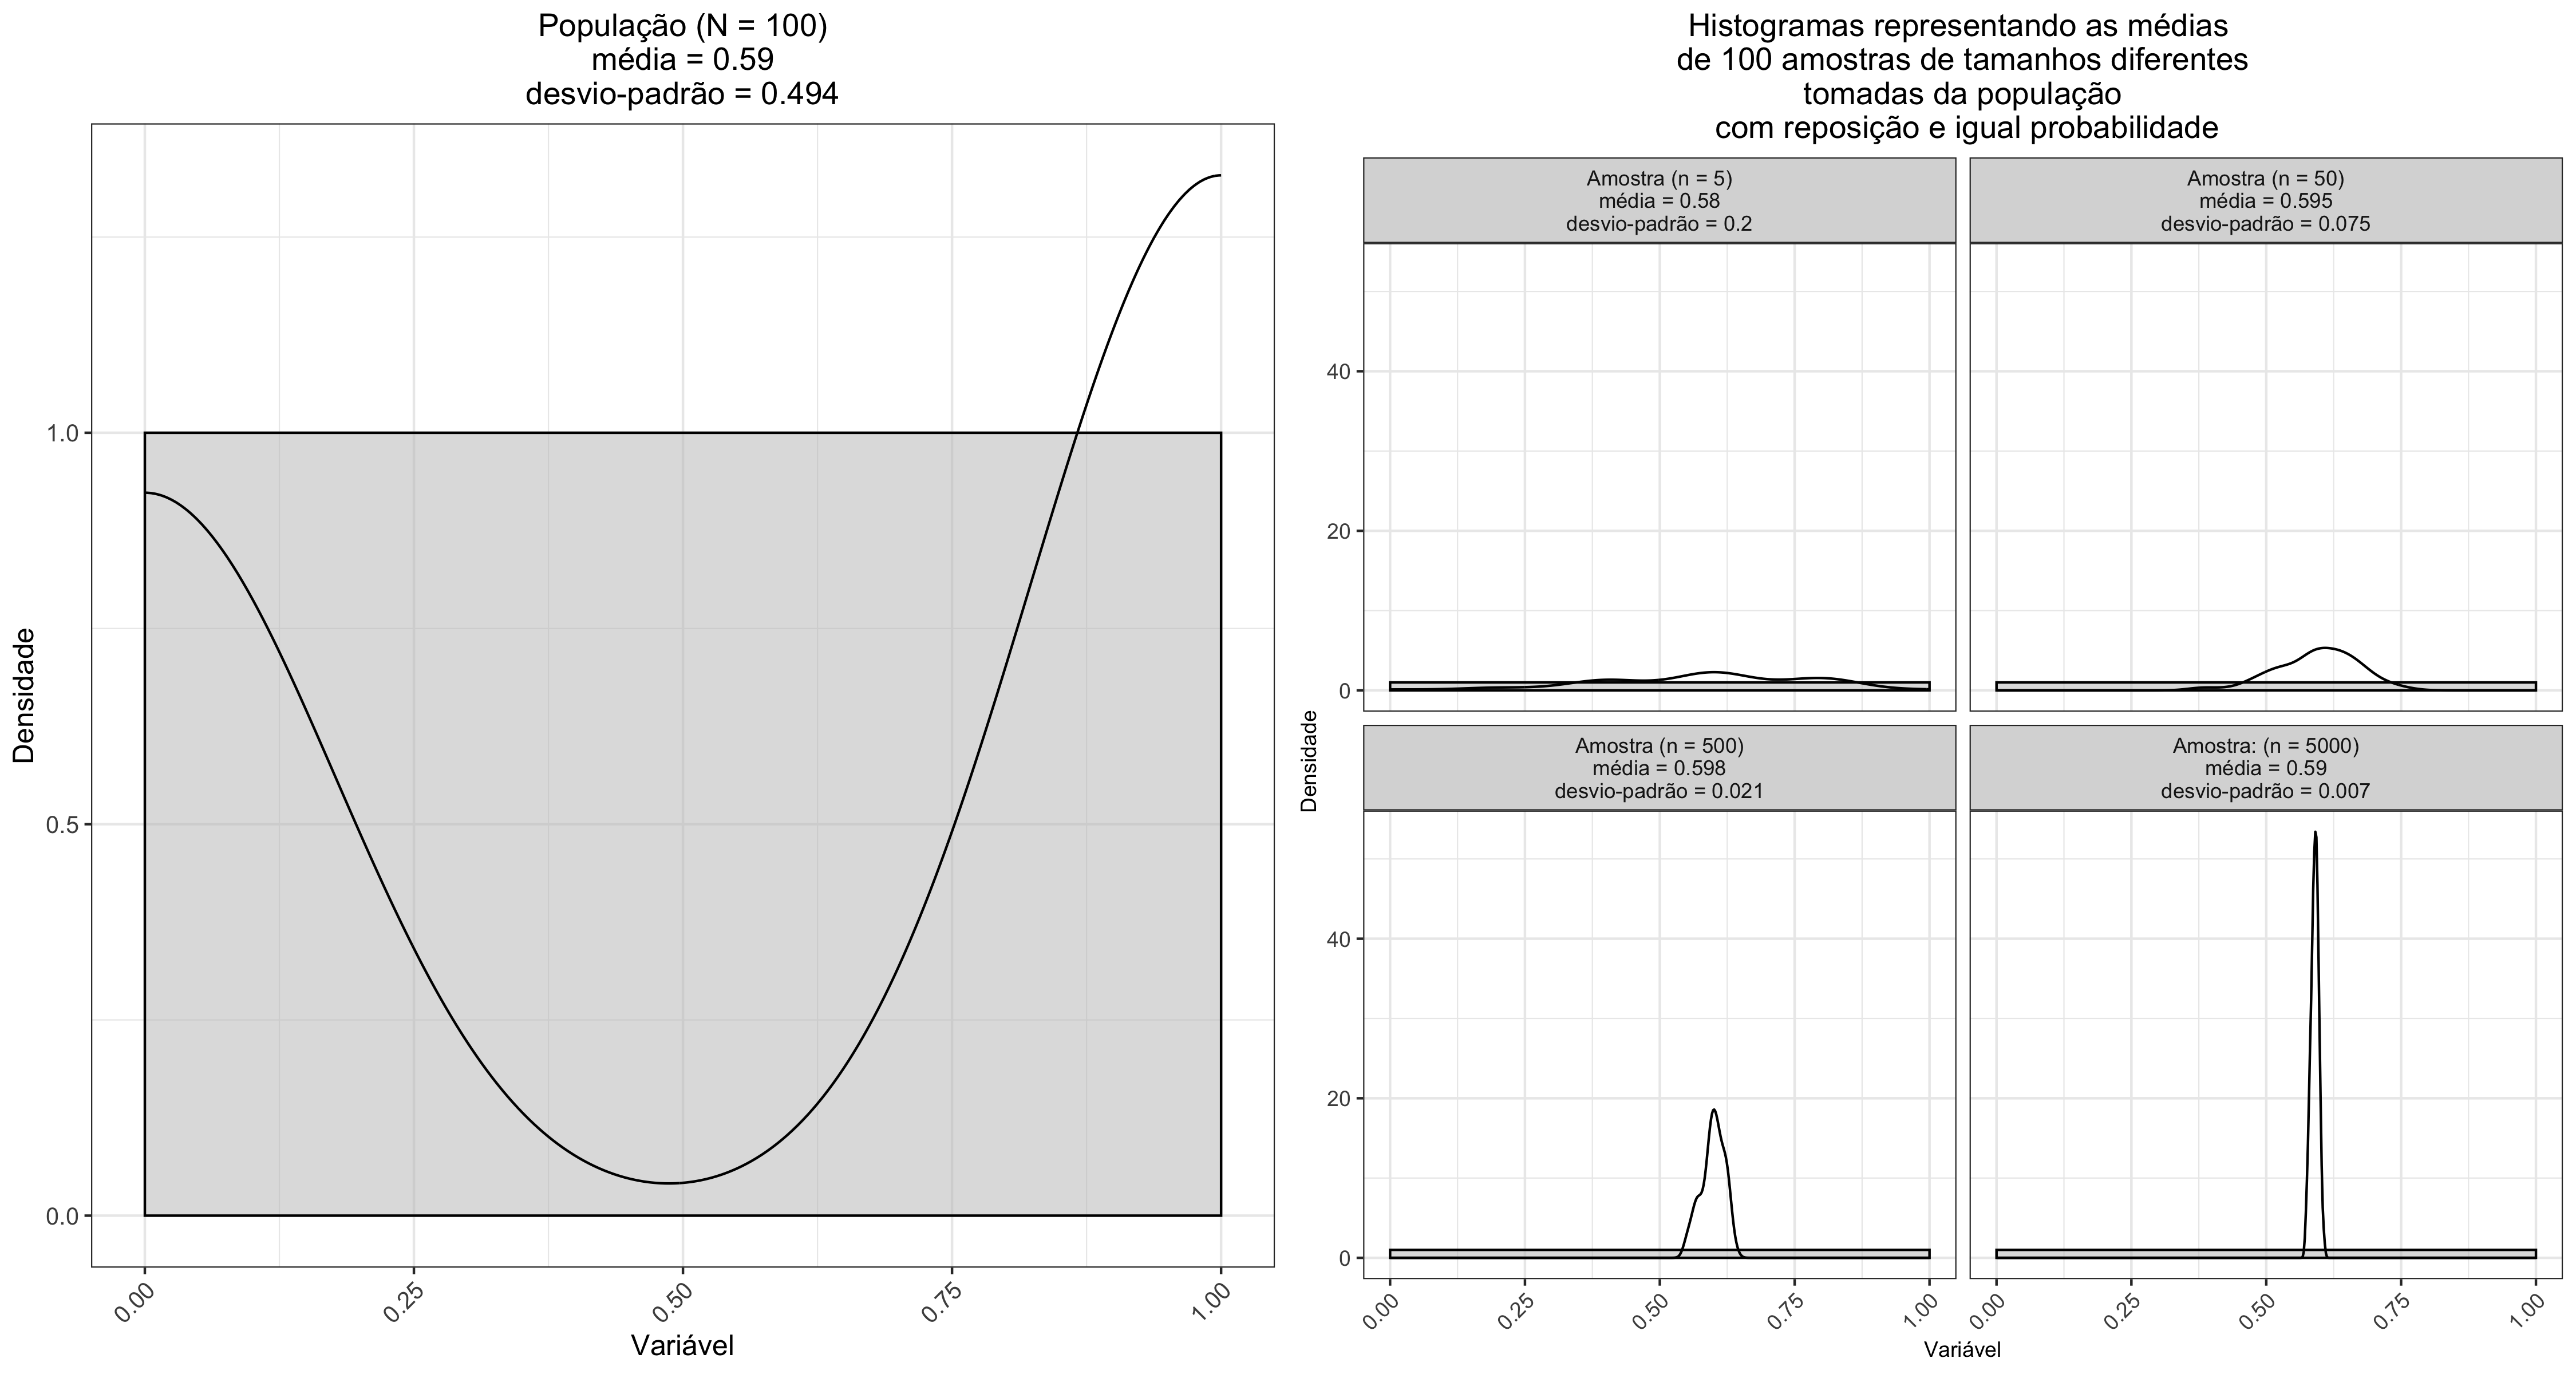 População (N = 100)
média = 0.59
desvio-padrão = 0.494
Densidade
1.0
0.5
0.0
0.00
0.25
0.50
0.75
1.00
Variável
Histogramas representando as médias
de 100 amostras de tamanhos diferentes
tomadas da população
com reposição e igual probabilidade
Amostra (n = 5)
média = 0.58
desvio-padrão = 0.2
Amostra (n = 50)
média = 0.595
desvio-padrão = 0.075
40
20
0
Densidade
Amostra (n = 500)
média = 0.598
desvio-padrão = 0.021
Amostra: (n = 5000)
média = 0.59
desvio-padrão = 0.007
40
20
0
0.00
0.25
0.50
0.75
1.00
0.00
0.25
0.50
0.75
1.00
Variável